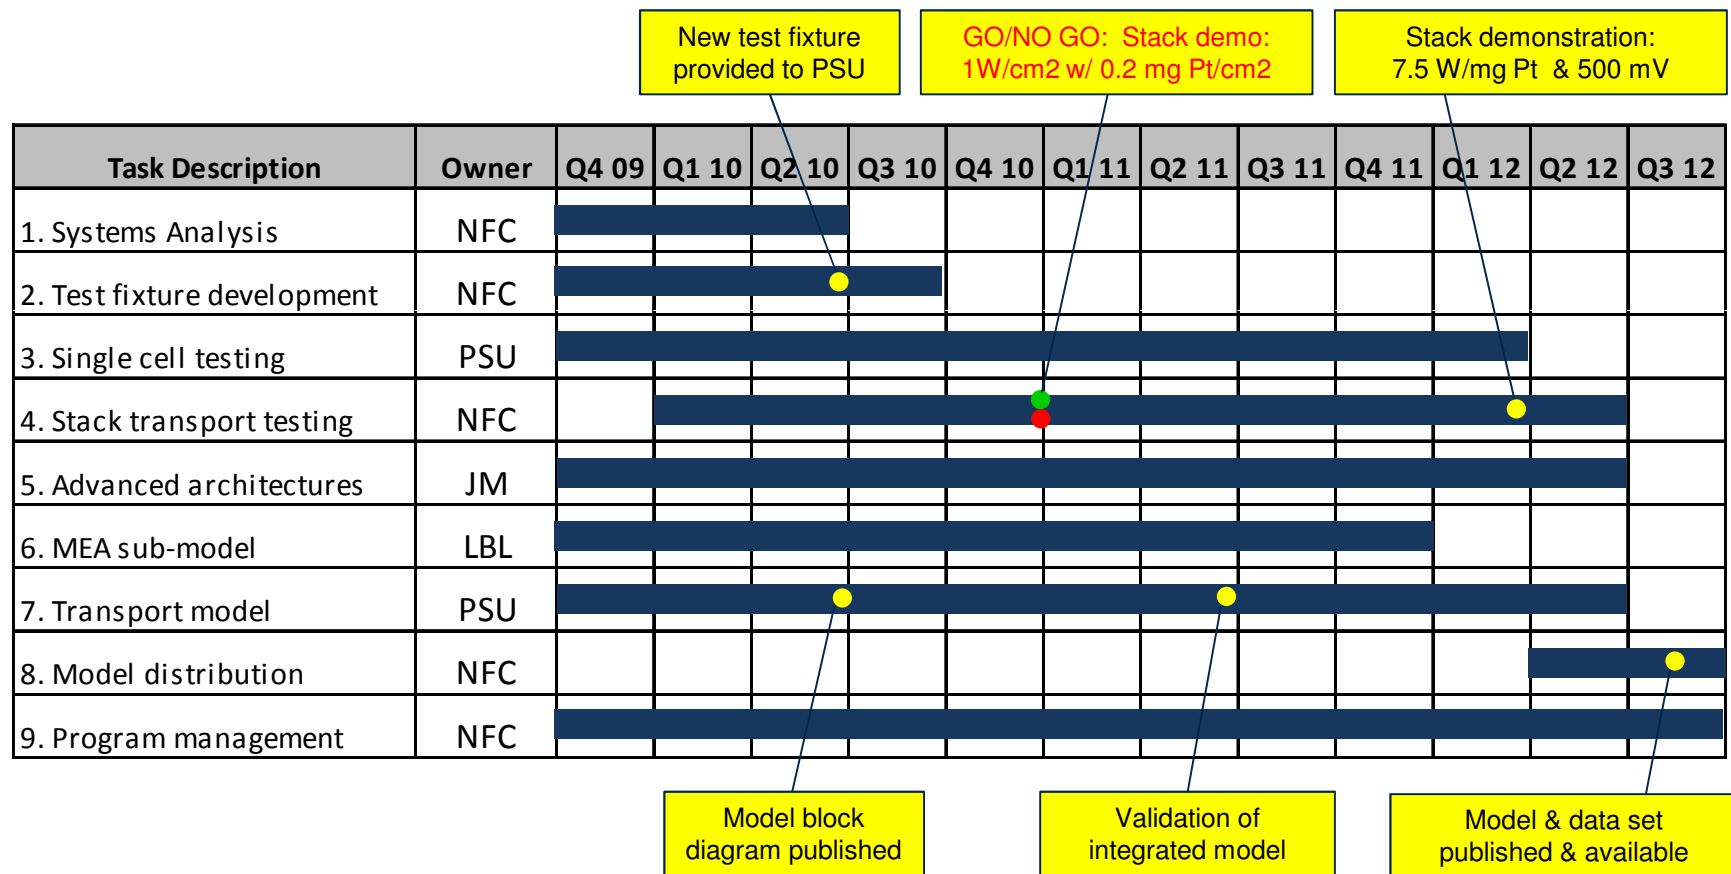 New test fixture
provided to PSU
GO/NO GO:  Stack demo:
1W/cm2 w/ 0.2 mg Pt/cm2
Stack demonstration:
7.5 W/mg Pt  & 500 mV
Task Description Owner Q4 09 Q1 10 Q2 10 Q3 10 Q4 10 Q1 11 Q2 11 Q3 11 Q4 11 Q1 12 Q2 12 Q3 12
1. Systems Analysis NFC
2. Test fixture development NFC
3. Single cell testing PSU
4. Stack transport testing NFC
5. Advanced architectures JM
6. MEA sub-model LBL
7. Transport model PSU
8. Model distribution NFC
9. Program management NFC
Model block
diagram published
Validation of
integrated model
Model & data set
published & available